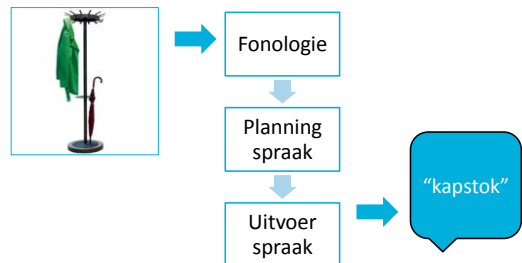 Fonologie
Planning
spraak
Uitvoer
spraak
“kapstok”